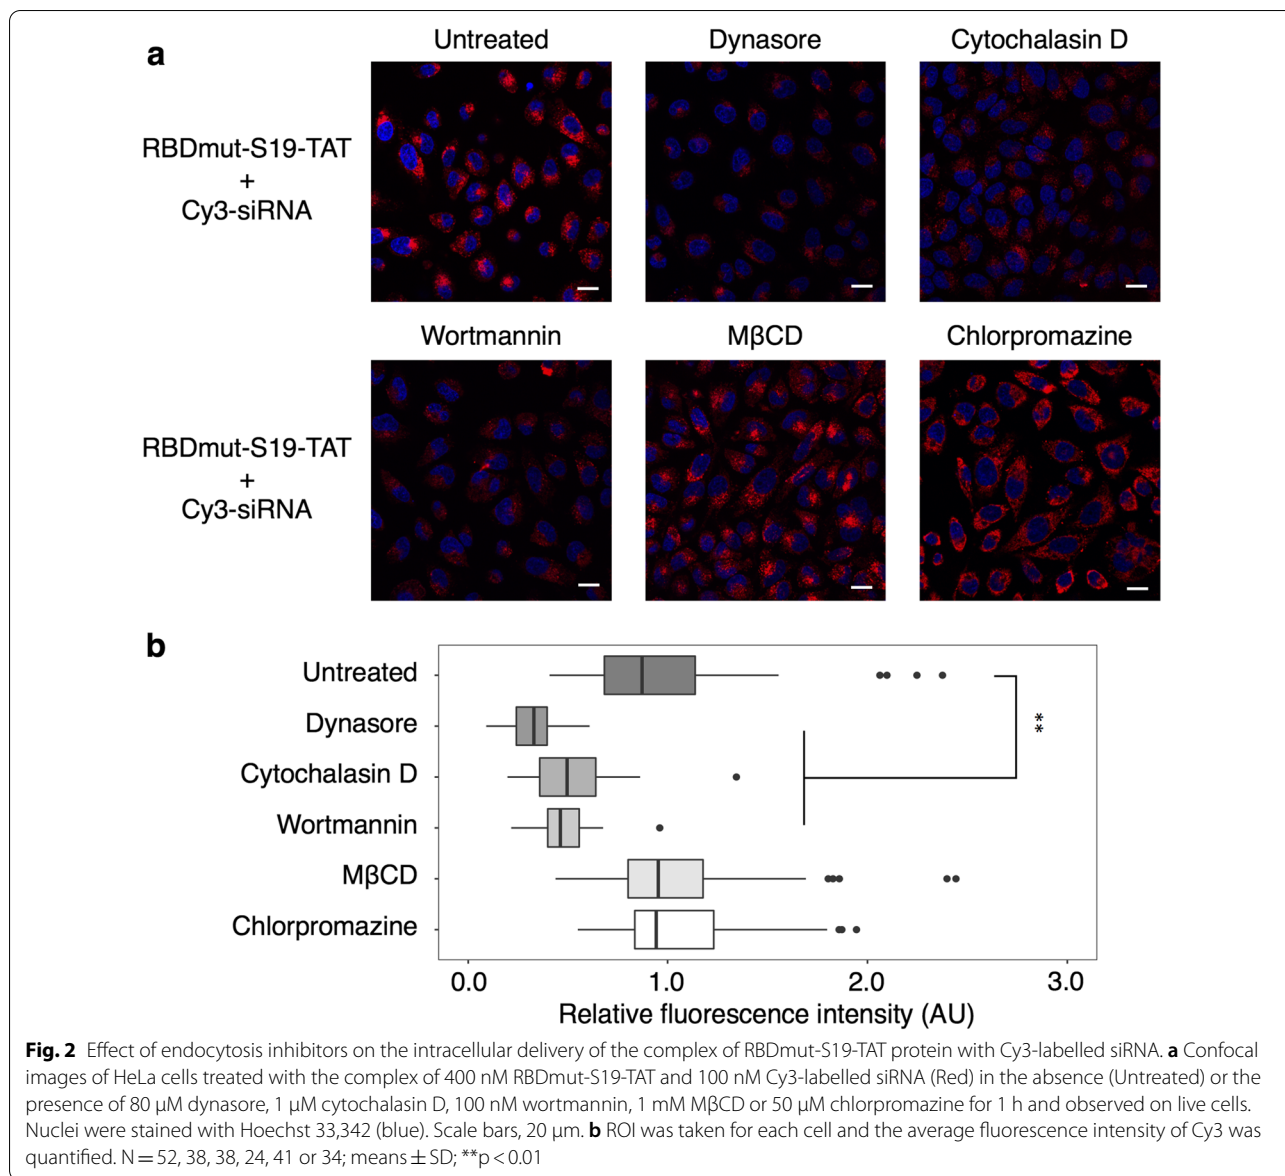 a
Untreated
Dynasore
Cytochalasin D
RBDmut-S19-TAT
+
Cy3-siRNA
Wortmannin
MβCD
Chlorpromazine
RBDmut-S19-TAT
+
Cy3-siRNA
b
Untreated
Dynasore
Cytochalasin D
Wortmannin
MβCD
Chlorpromazine
**
0.0 1.0 2.0 3.0
Relative fluorescence intensity (AU)
Fig. 2 Effect of endocytosis inhibitors on the intracellular delivery of the complex of RBDmut-S19-TAT protein with Cy3-labelled siRNA. a Confocal
images of HeLa cells treated with the complex of 400 nM RBDmut-S19-TAT and 100 nM Cy3-labelled siRNA (Red) in the absence (Untreated) or the
presence of 80 μM dynasore, 1 μM cytochalasin D, 100 nM wortmannin, 1 mM MβCD or 50 μM chlorpromazine for 1 h and observed on live cells.
Nuclei were stained with Hoechst 33,342 (blue). Scale bars, 20 μm. b ROI was taken for each cell and the average fluorescence intensity of Cy3 was
quantified. N = 52, 38, 38, 24, 41 or 34; means ± SD; **p < 0.01